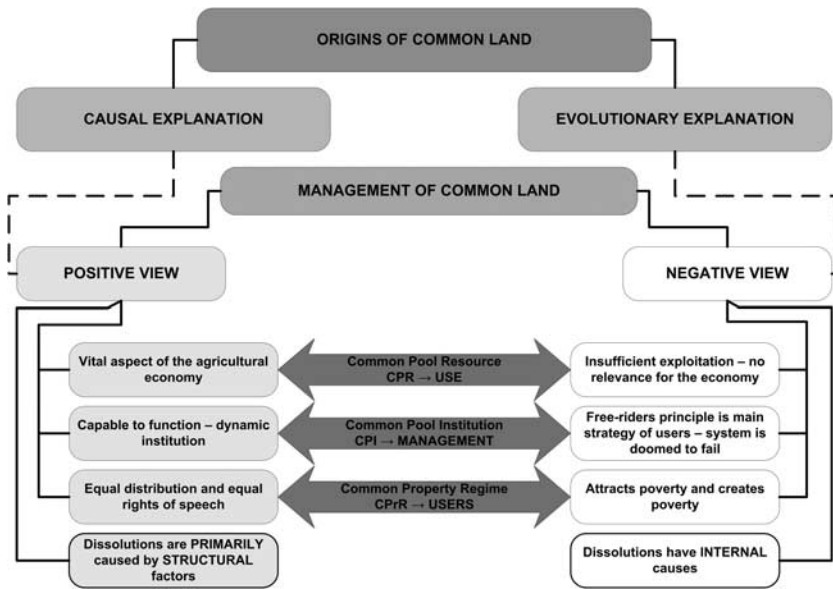 ORIGINS OF COMMON LAND
CAUSAL EXPLANATION
EVOLUTIONARY EXPLANATION
MANAGEMENT OF COMMON LAND
POSITIVE VIEW
NEGATIVE VIEW
Vital aspect of the agricultural
economy
Common Pool Resource
CPR → USE
Insufficient exploitation – no
relevance for the economy
Capable to function – dynamic
institution
Common Pool Institution
CPI → MANAGEMENT
Free-riders principle is main
strategy of users – system is
doomed to fail
Equal distribution and equal
rights of speech
Common Property Regime
CPrR → USERS
Attracts poverty and creates
poverty
Dissolutions are PRIMARILY
caused by STRUCTURAL
factors
Dissolutions have INTERNAL
causes